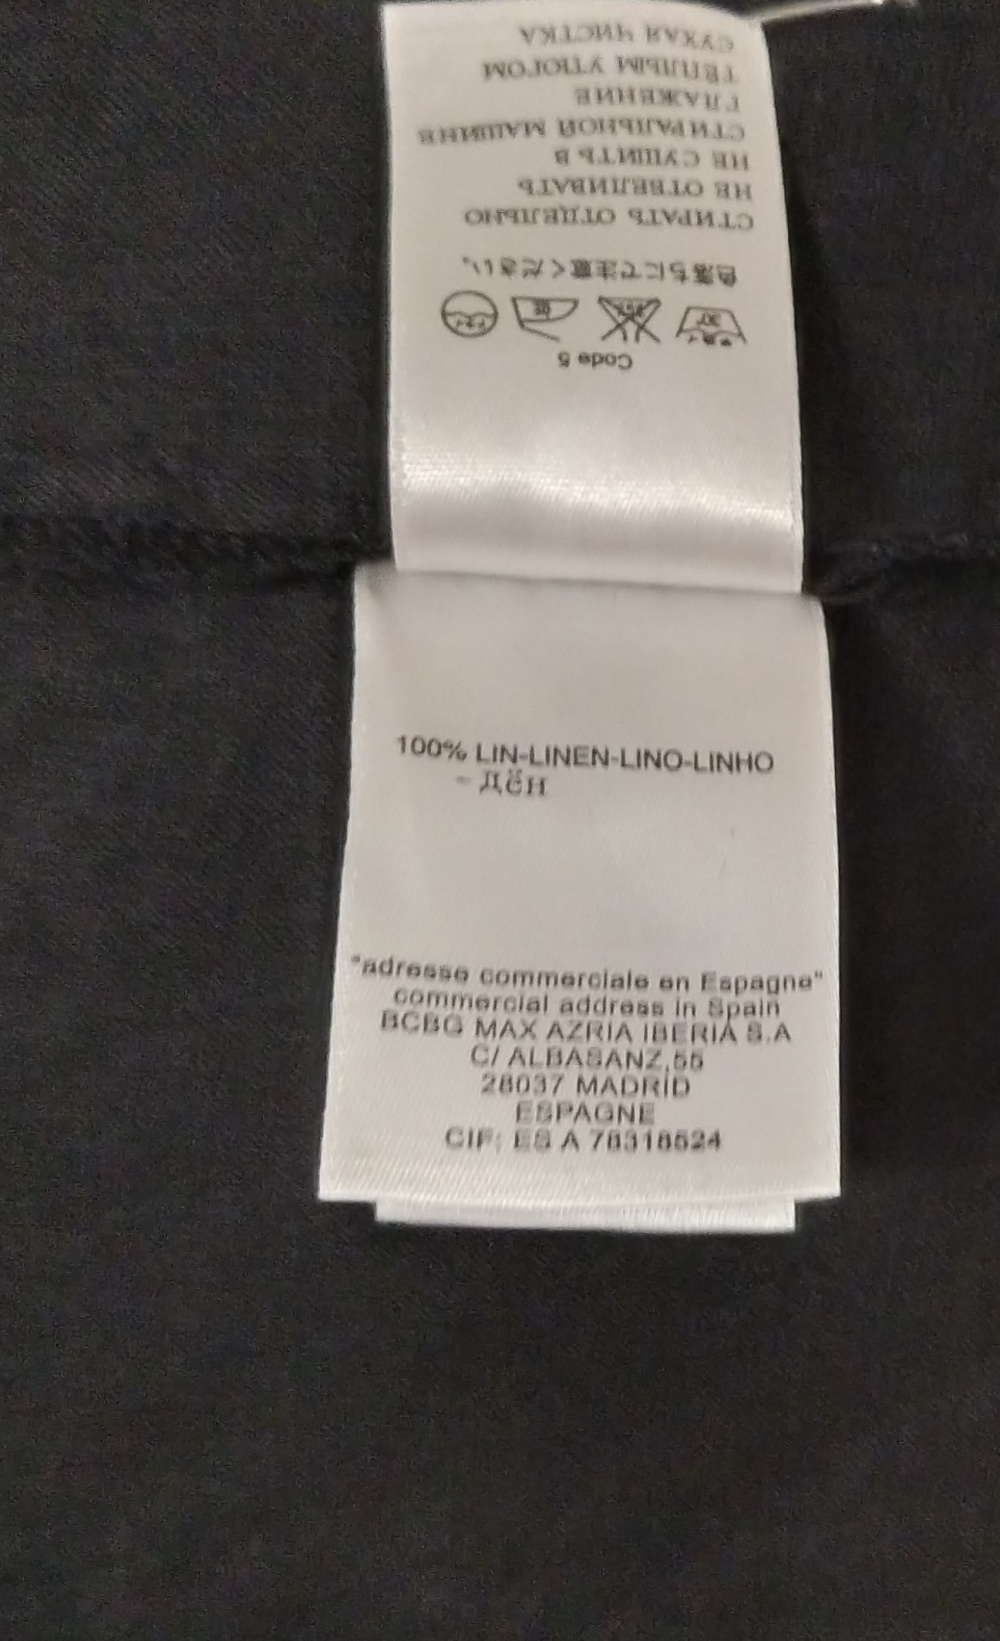 Code 5
色落ちにご注意ください。
СТИРАТЬ ОТДЕЛЬНО
НЕ ОТБЕЛИВАТЬ
НЕ СУШИТЬ В
СТИРАЛЬНОЙ МАШИНЕ
ГЛАЖЕНИЕ
ТЁПЛЫМ УТЮГОМ
СУХАЯ ЧИСТКА
100% LIN-LINEN-LINO-LINHO
- ДЁН
"adresse commerciale en Espagne"
commercial address in Spain
BCBG MAX AZRIA IBERIA S.A
C/ ALBASANZ,55
28037 MADRID
ESPAGNE
CIF: ES A 78318524